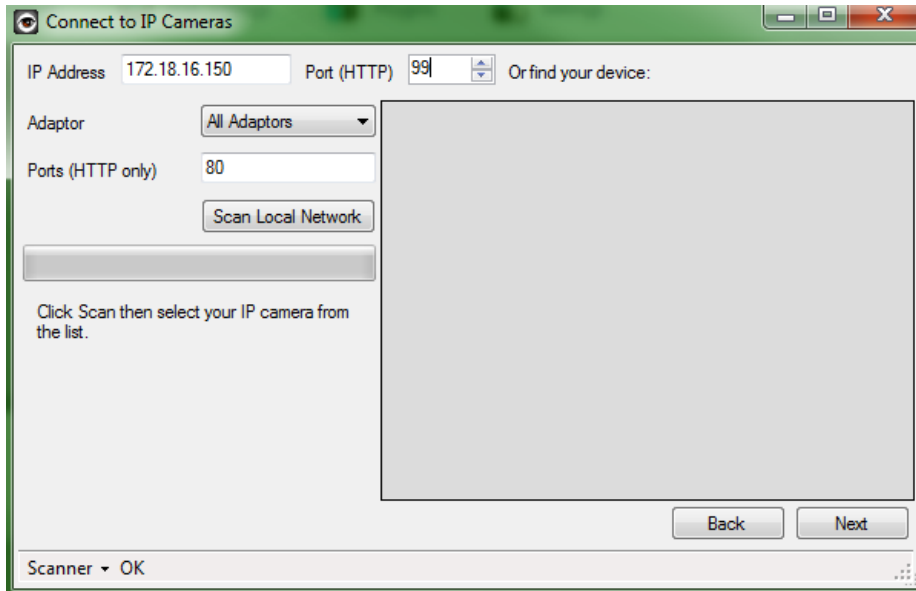 Connect to IP Cameras
IP Address 172.18.16.150 Port (HTTP) 99 Or find your device:
Adaptor All Adaptors
Ports (HTTP only) 80
Scan Local Network
Click Scan then select your IP camera from
the list.
Back Next
Scanner OK